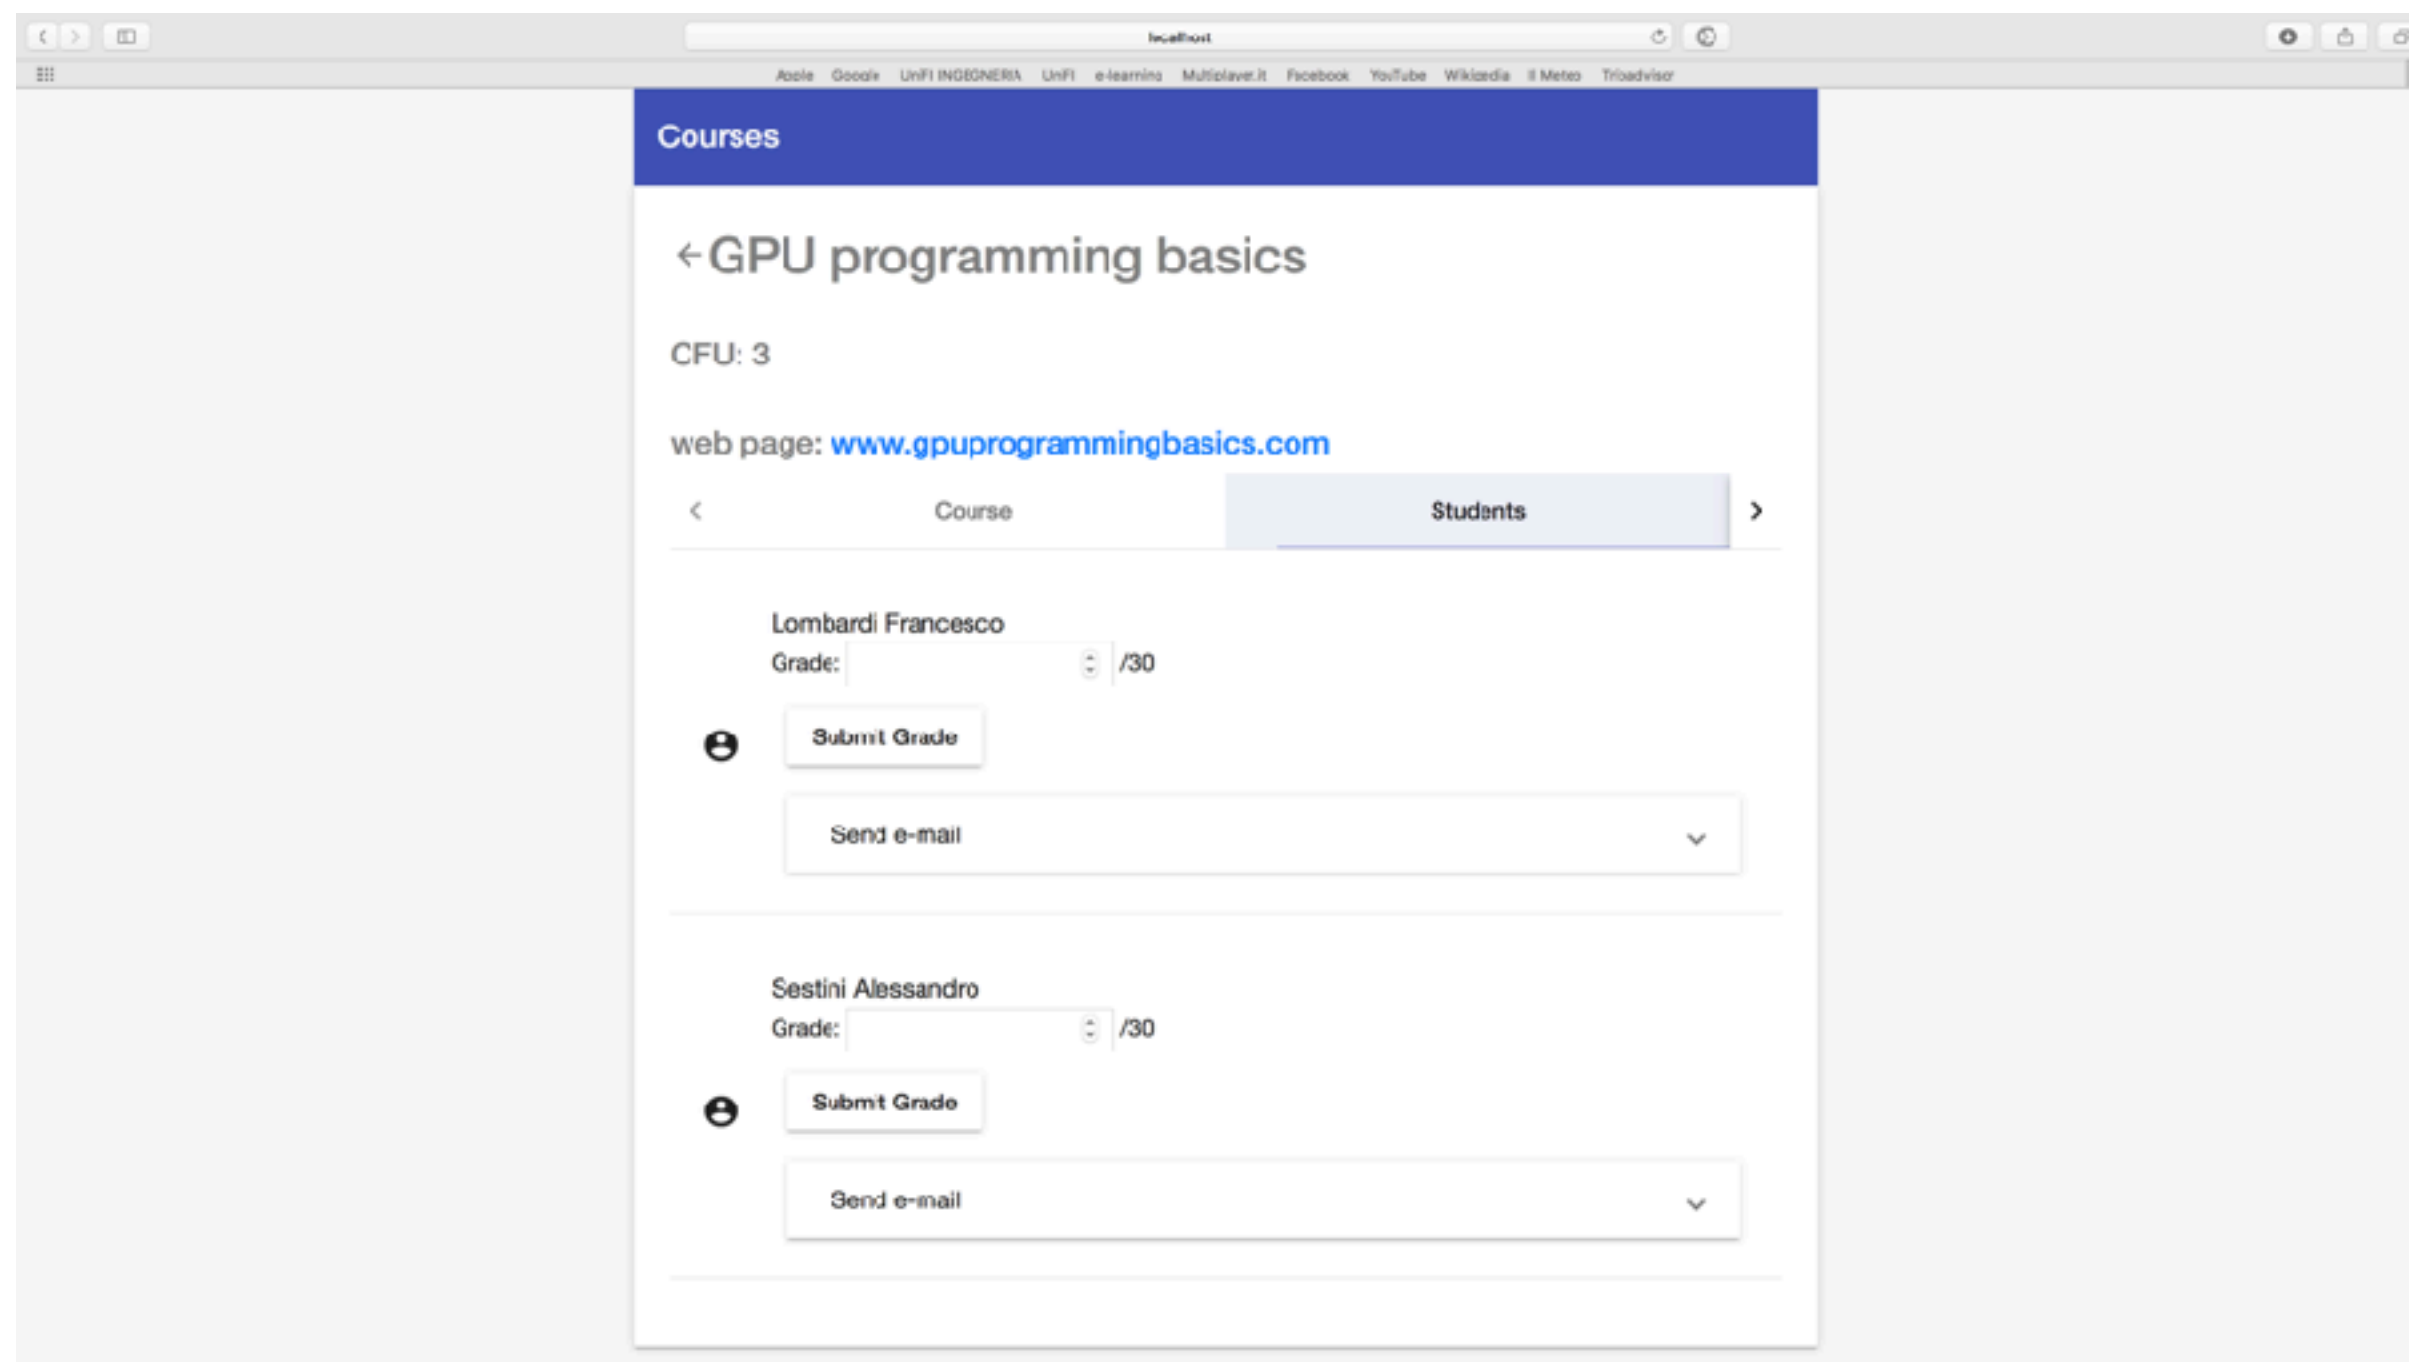 localhost
Apple Google UniFI INGEGNERIA UniFI e-learning Multiplayer.it Facebook YouTube Wikipedia Il Meteo Tripadvisor
Courses
←GPU programming basics
CFU: 3
web page: www.gpuprogrammingbasics.com
Course Students
Lombardi Francesco
Grade: /30
Submit Grade
Send e-mail
Sestini Alessandro
Grade: /30
Submit Grade
Send e-mail